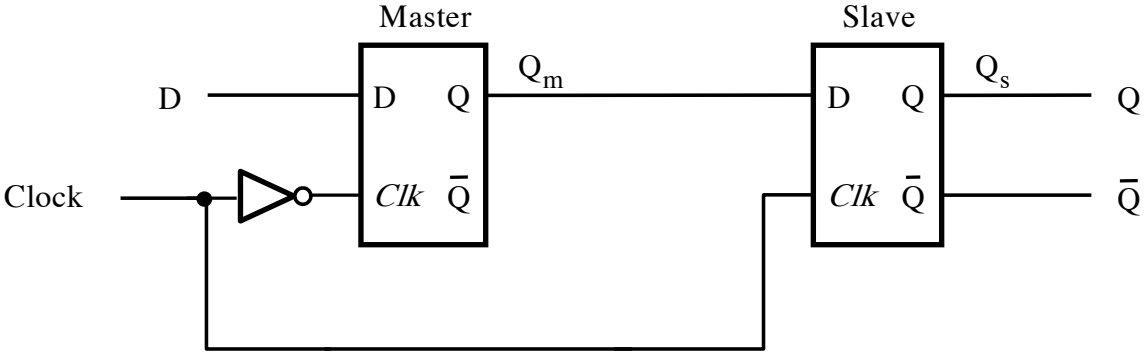 Master Slave
Q_m Q_s
D D Q D Q Q
Clock Clk Q̅ Clk Q̅ Q̅